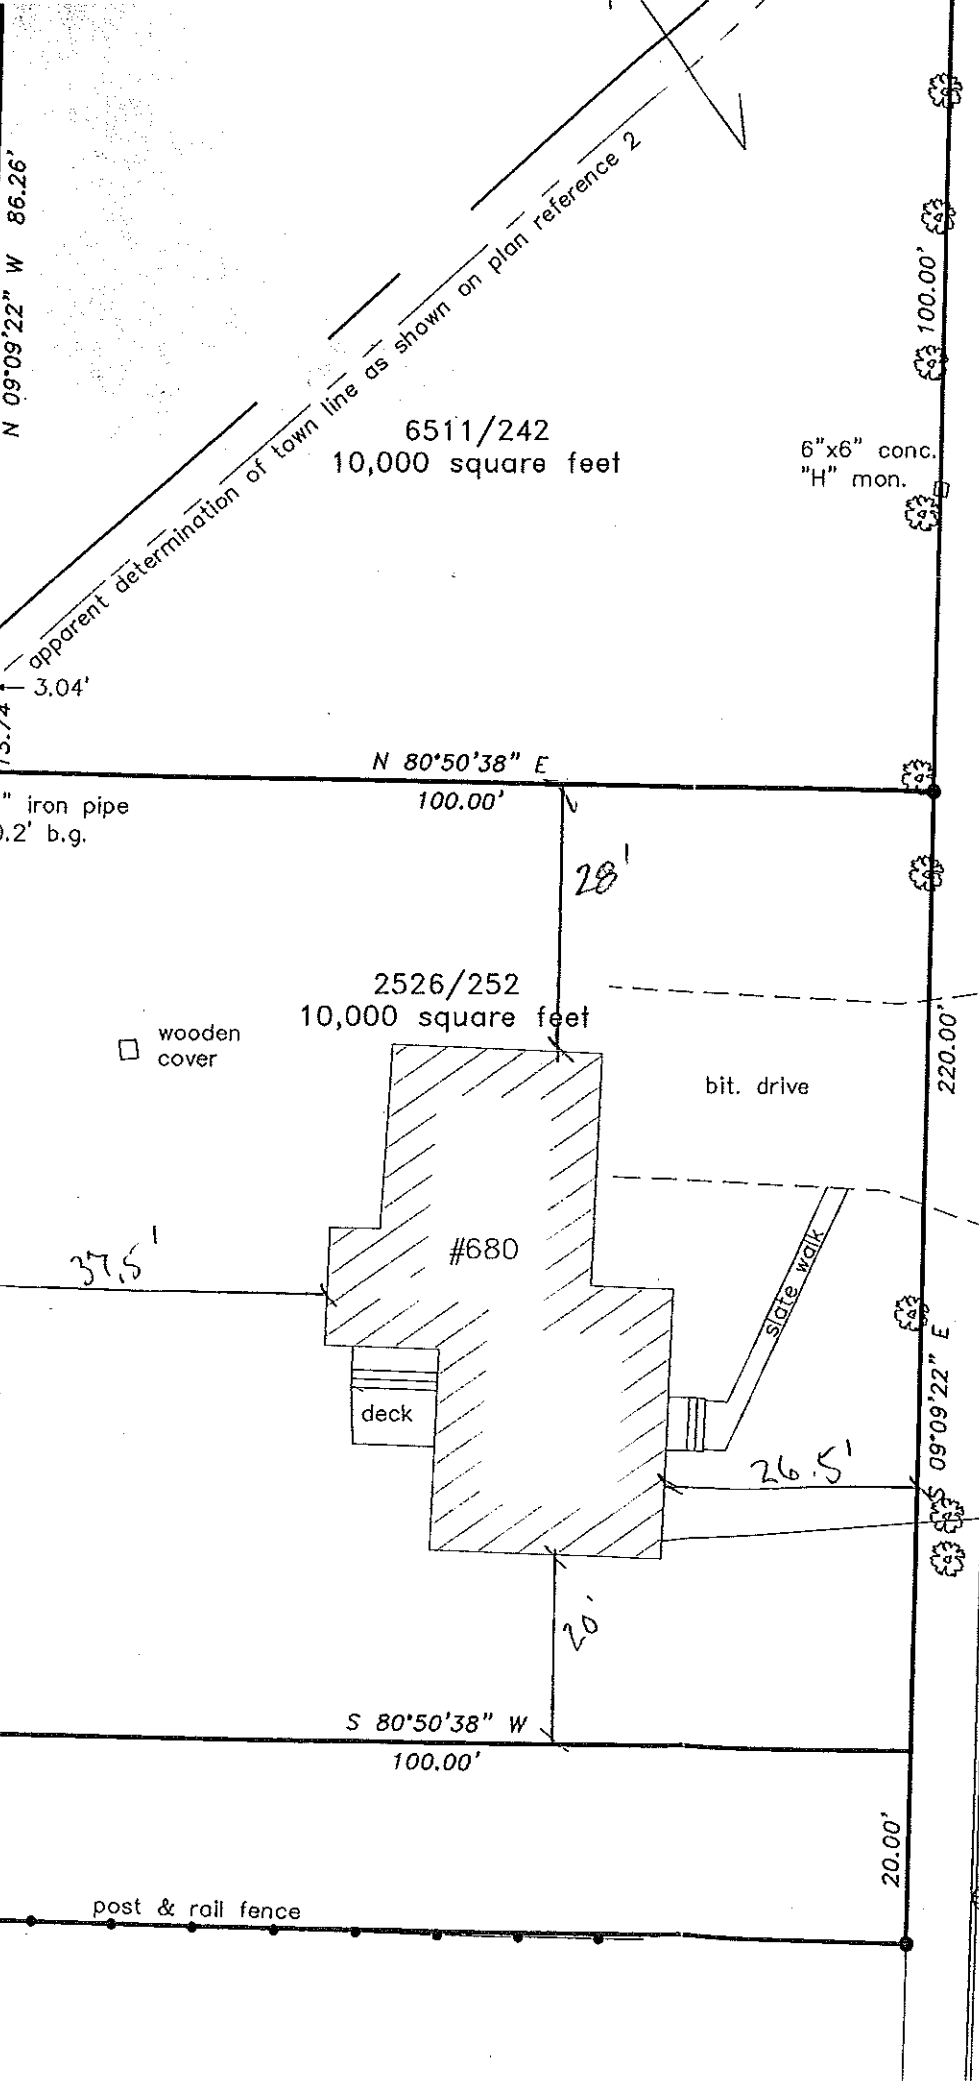 N 09°09'22" W 86.26'
apparent determination of town line as shown on plan reference 2
100.00'
6511/242
10,000 square feet
6"x6" conc.
"H" mon.
3.04'
N 80°50'38" E
100.00'
" iron pipe
0.2' b.g.
28'
2526/252
10,000 square feet
wooden
cover
220.00'
bit. drive
#680
37.5'
slate walk
deck
S 09°09'22" E
26.5'
20'
S 80°50'38" W
100.00'
20.00'
post & rail fence